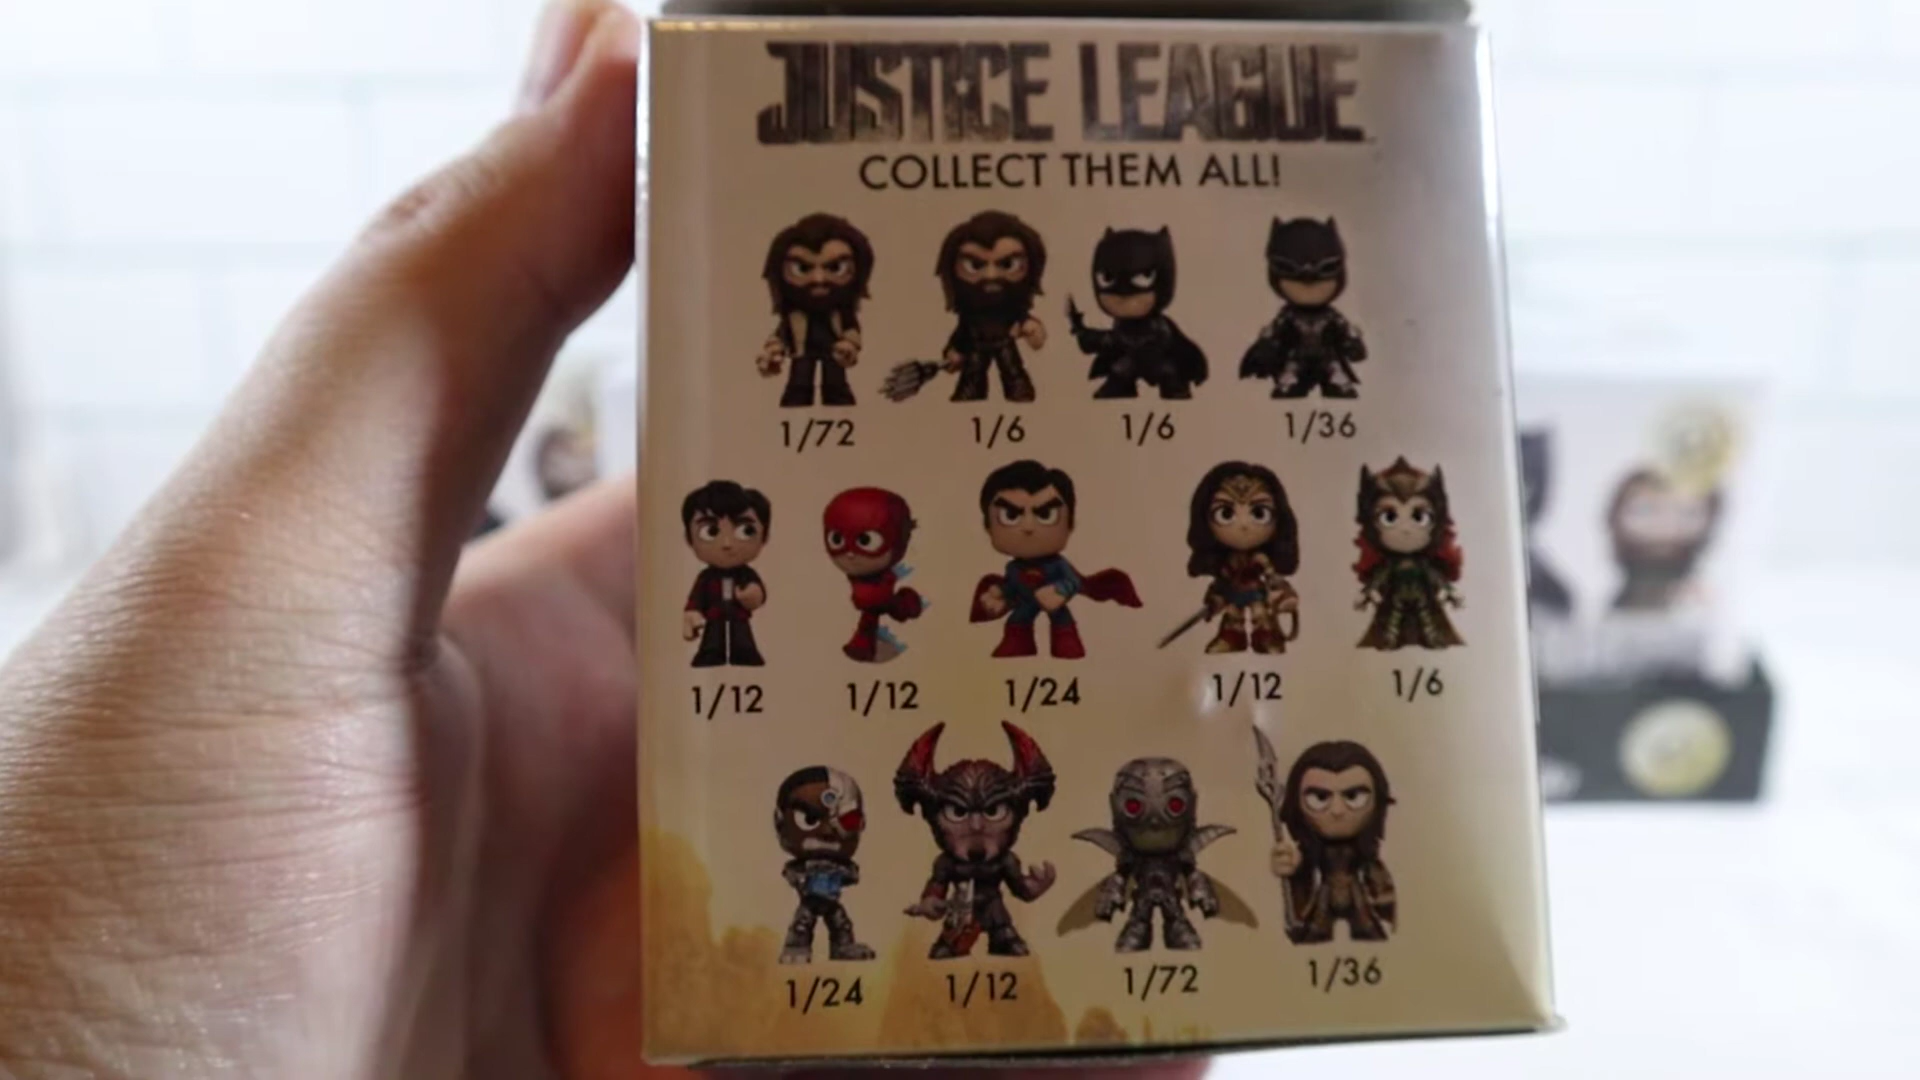 JUSTICE LEAGUE
COLLECT THEM ALL!
1/72 1/6 1/6 1/36
1/12 1/12 1/24 1/12 1/6
1/24 1/12 1/72 1/36